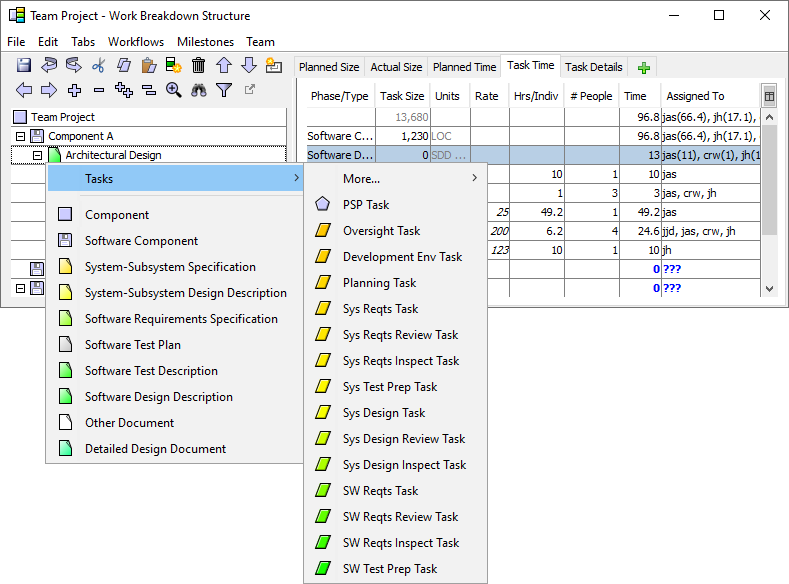 Team Project - Work Breakdown Structure
File Edit Tabs Workflows Milestones Team
Planned Size Actual Size Planned Time Task Time Task Details
Phase/Type Task Size Units Rate Hrs/Indiv # People Time Assigned To
Team Project 13,680 96.8 jas(66.4), jh(17.1),
Component A Software C... 1,230 LOC 96.8 jas(66.4), jh(17.1),
Architectural Design Software D... 0 SDD ... 13 jas(11), crw(1), jh(1
10 1 10 jas
1 3 3 jas, crw, jh
25 49.2 1 49.2 jas
200 6.2 4 24.6 jjd, jas, crw, jh
123 10 1 10 jh
0 ???
0 ???
Tasks
Component
Software Component
System-Subsystem Specification
System-Subsystem Design Description
Software Requirements Specification
Software Test Plan
Software Test Description
Software Design Description
Other Document
Detailed Design Document
More...
PSP Task
Oversight Task
Development Env Task
Planning Task
Sys Reqts Task
Sys Reqts Review Task
Sys Reqts Inspect Task
Sys Test Prep Task
Sys Design Task
Sys Design Review Task
Sys Design Inspect Task
SW Reqts Task
SW Reqts Review Task
SW Reqts Inspect Task
SW Test Prep Task